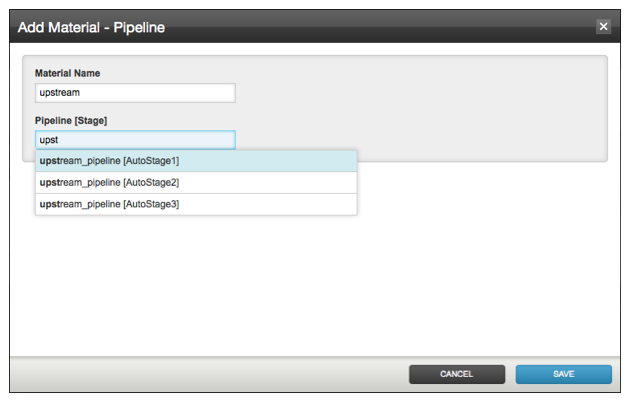 Add Material - Pipeline
Material Name
upstream
Pipeline [Stage]
upst
upstream_pipeline [AutoStage1]
upstream_pipeline [AutoStage2]
upstream_pipeline [AutoStage3]
CANCEL SAVE